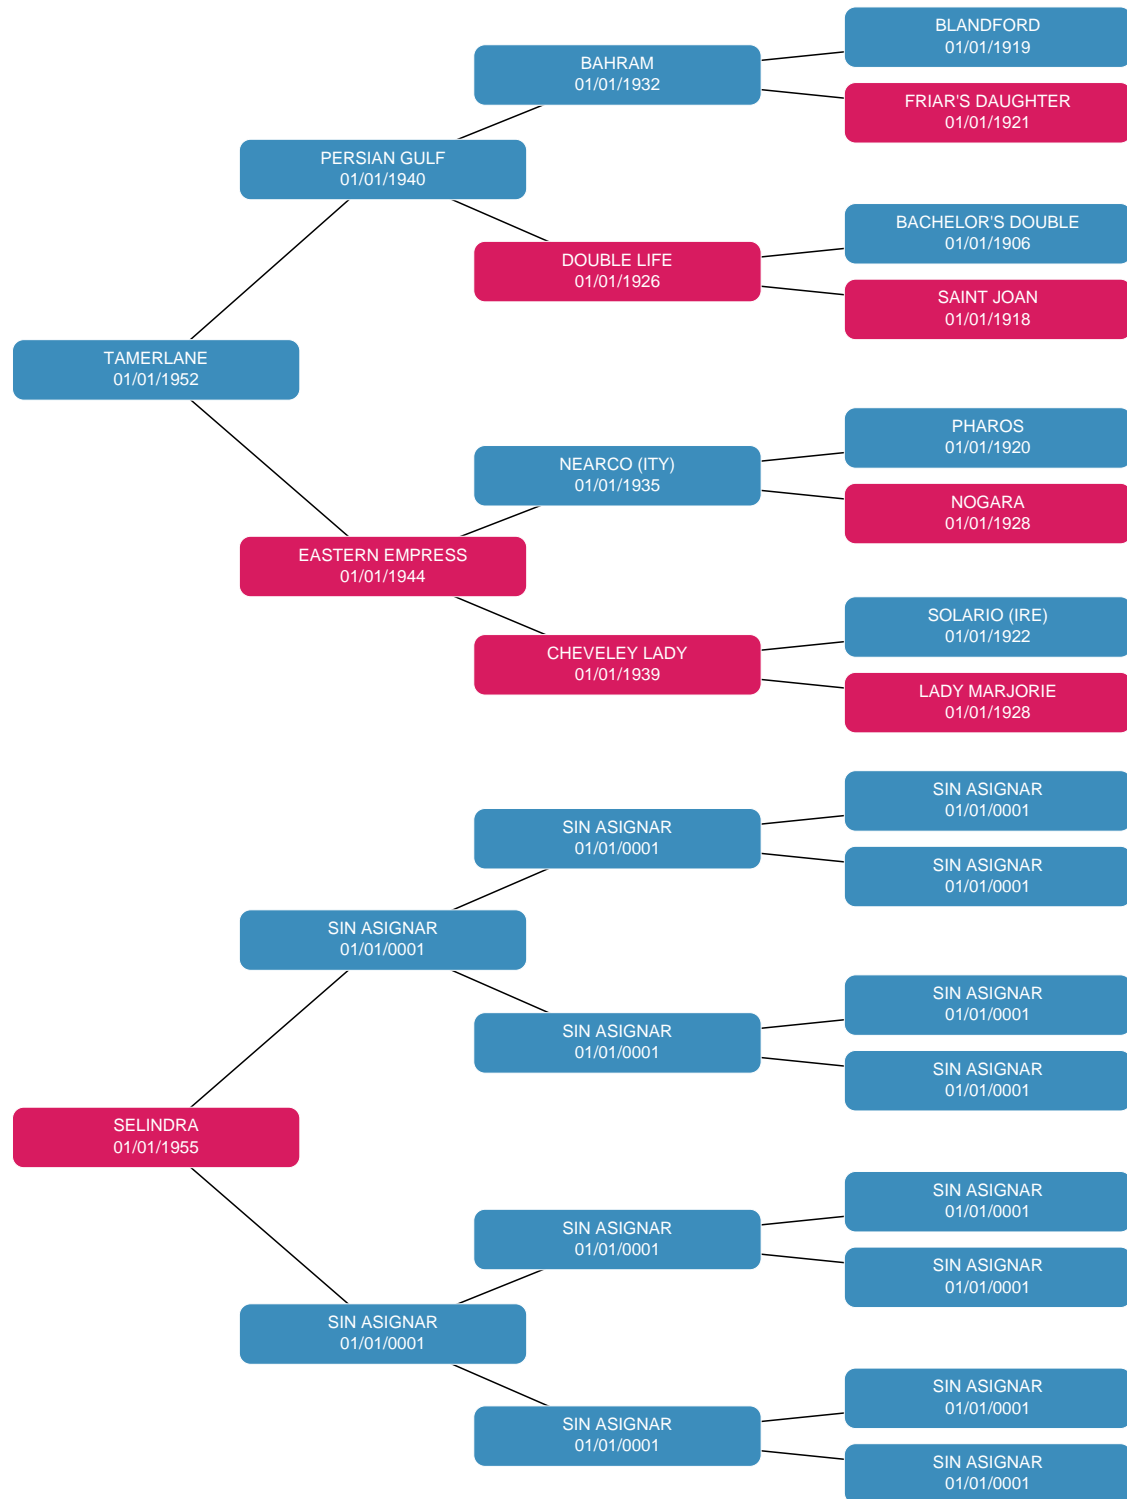 BLANDFORD
01/01/1919
BAHRAM
01/01/1932
FRIAR'S DAUGHTER
01/01/1921
PERSIAN GULF
01/01/1940
BACHELOR'S DOUBLE
01/01/1906
DOUBLE LIFE
01/01/1926
SAINT JOAN
01/01/1918
TAMERLANE
01/01/1952
PHAROS
01/01/1920
NEARCO (ITY)
01/01/1935
NOGARA
01/01/1928
EASTERN EMPRESS
01/01/1944
SOLARIO (IRE)
01/01/1922
CHEVELEY LADY
01/01/1939
LADY MARJORIE
01/01/1928
SIN ASIGNAR
01/01/0001
SIN ASIGNAR
01/01/0001
SIN ASIGNAR
01/01/0001
SIN ASIGNAR
01/01/0001
SIN ASIGNAR
01/01/0001
SIN ASIGNAR
01/01/0001
SIN ASIGNAR
01/01/0001
SELINDRA
01/01/1955
SIN ASIGNAR
01/01/0001
SIN ASIGNAR
01/01/0001
SIN ASIGNAR
01/01/0001
SIN ASIGNAR
01/01/0001
SIN ASIGNAR
01/01/0001
SIN ASIGNAR
01/01/0001
SIN ASIGNAR
01/01/0001